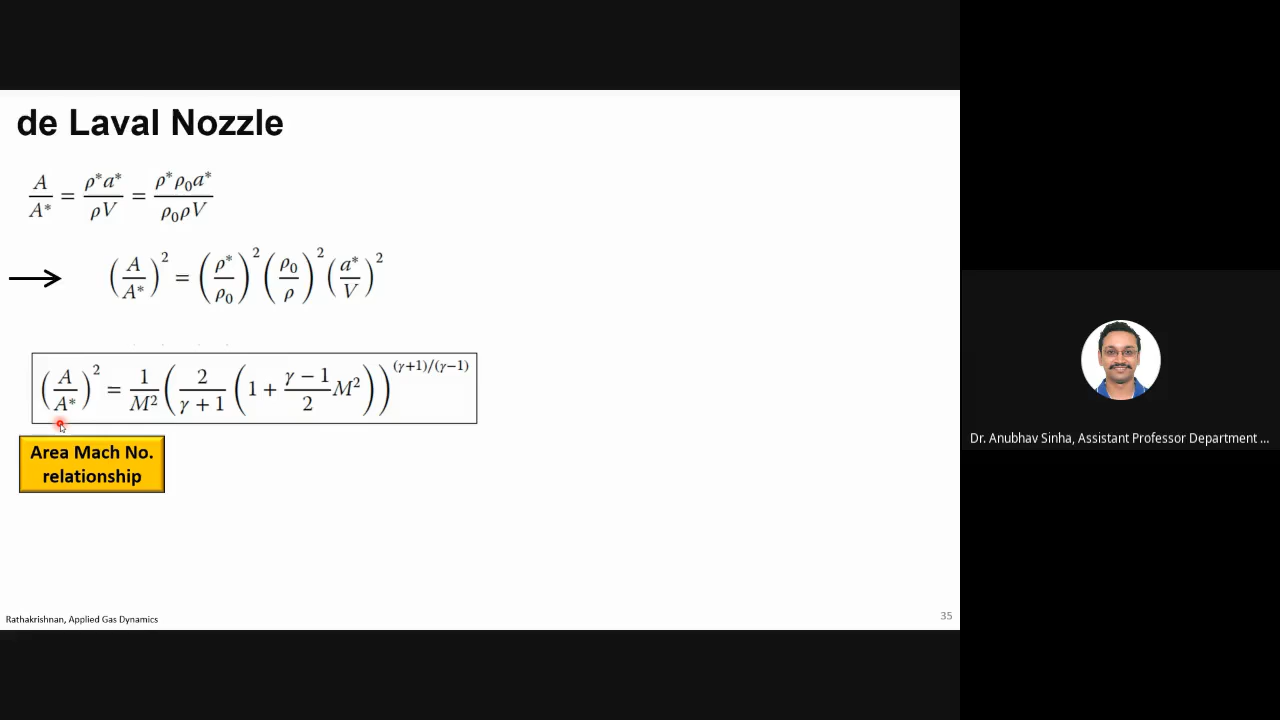 de Laval Nozzle
A/A* = ρ*a*/ρV = ρ*ρ₀a*/ρ₀ρV
(A/A*)² = (ρ*/ρ₀)² (ρ₀/ρ)² (a*/V)²
(A/A*)² = 1/M² (2/(γ + 1) (1 + (γ − 1)/2 M²))^((γ+1)/(γ−1))
Area Mach No.
relationship
Rathakrishnan, Applied Gas Dynamics
35
Dr. Anubhav Sinha, Assistant Professor Department ...